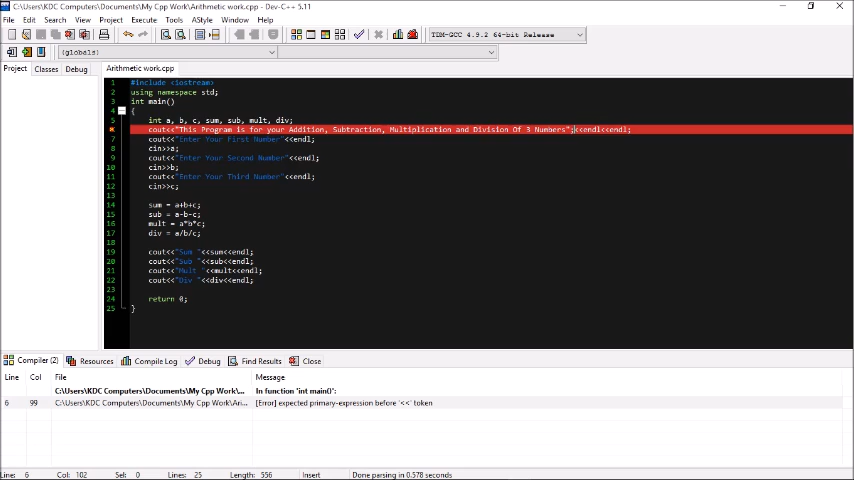 C:\Users\KDC Computers\Documents\My Cpp Work\Arithmetic work.cpp - Dev-C++ 5.11
File Edit Search View Project Execute Tools AStyle Window Help
TDM-GCC 4.9.2 64-bit Release
(globals)
Project Classes Debug Arithmetic work.cpp
1 #include <iostream>
2 using namespace std;
3 int main()
4 {
5 int a, b, c, sum, sub, mult, div;
cout<<"This Program is for your Addition, Subtraction, Multiplication and Division Of 3 Numbers";<<endl<<endl;
7 cout<<"Enter Your First Number"<<endl;
8 cin>>a;
9 cout<<"Enter Your Second Number"<<endl;
10 cin>>b;
11 cout<<"Enter Your Third Number"<<endl;
12 cin>>c;
13
14 sum = a+b+c;
15 sub = a-b-c;
16 mult = a*b*c;
17 div = a/b/c;
18
19 cout<<"Sum "<<sum<<endl;
20 cout<<"Sub "<<sub<<endl;
21 cout<<"Mult "<<mult<<endl;
22 cout<<"Div "<<div<<endl;
23
24 return 0;
25 }
Compiler (2) Resources Compile Log Debug Find Results Close
Line Col File Message
C:\Users\KDC Computers\Documents\My Cpp Work\... In function 'int main()':
6 99 C:\Users\KDC Computers\Documents\My Cpp Work\Ari... [Error] expected primary-expression before '<<' token
Line: 6 Col: 102 Sel: 0 Lines: 25 Length: 556 Insert Done parsing in 0.578 seconds